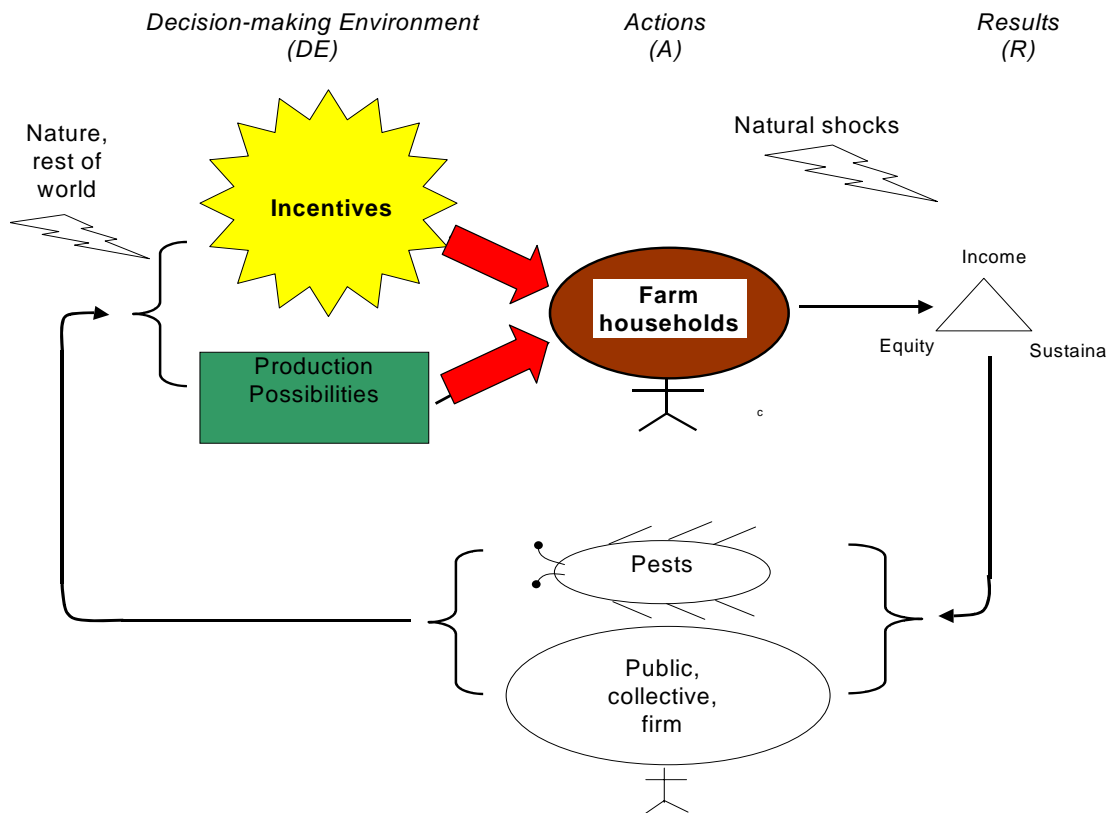 Decision-making Environment
(DE)
Actions
(A)
Results
(R)
Nature,
rest of
world
Incentives
Natural shocks
Farm
households
Income
Equity
Sustaina
Production
Possibilities
c
Pests
Public,
collective,
firm